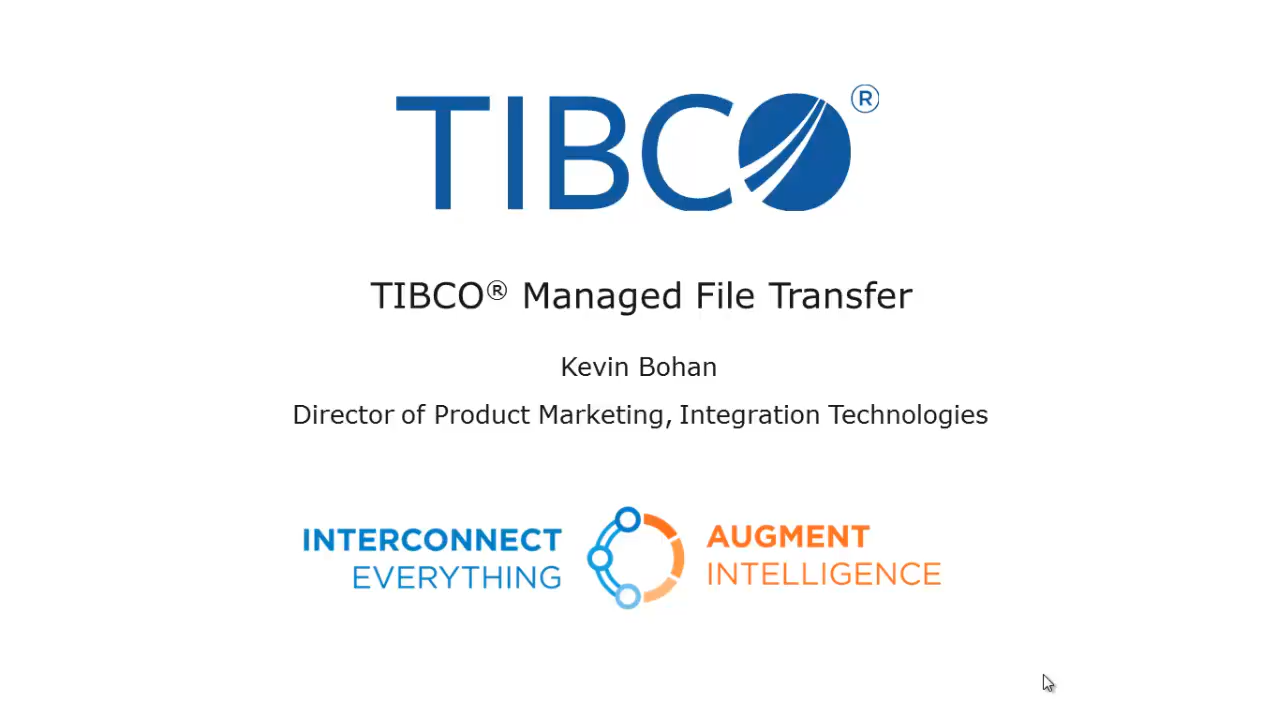 TIBCO®
TIBCO® Managed File Transfer
Kevin Bohan
Director of Product Marketing, Integration Technologies
INTERCONNECT
EVERYTHING
AUGMENT
INTELLIGENCE